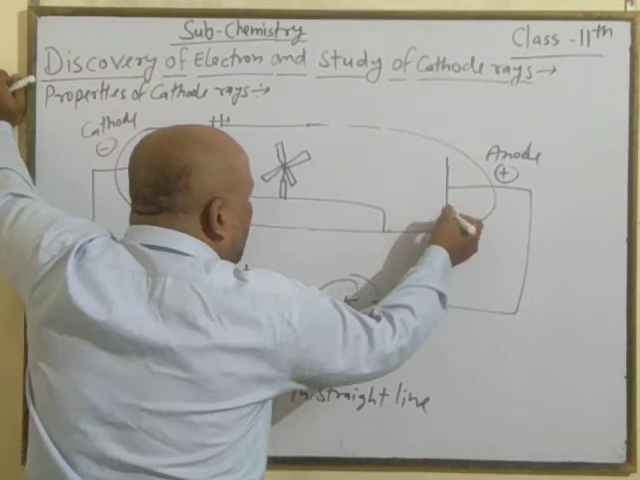 Sub-Chemistry
Class-11th
Discovery of Electron and Study of Cathode rays→
Properties of Cathode rays:-
Cathode
Anode
-
+
in straight line